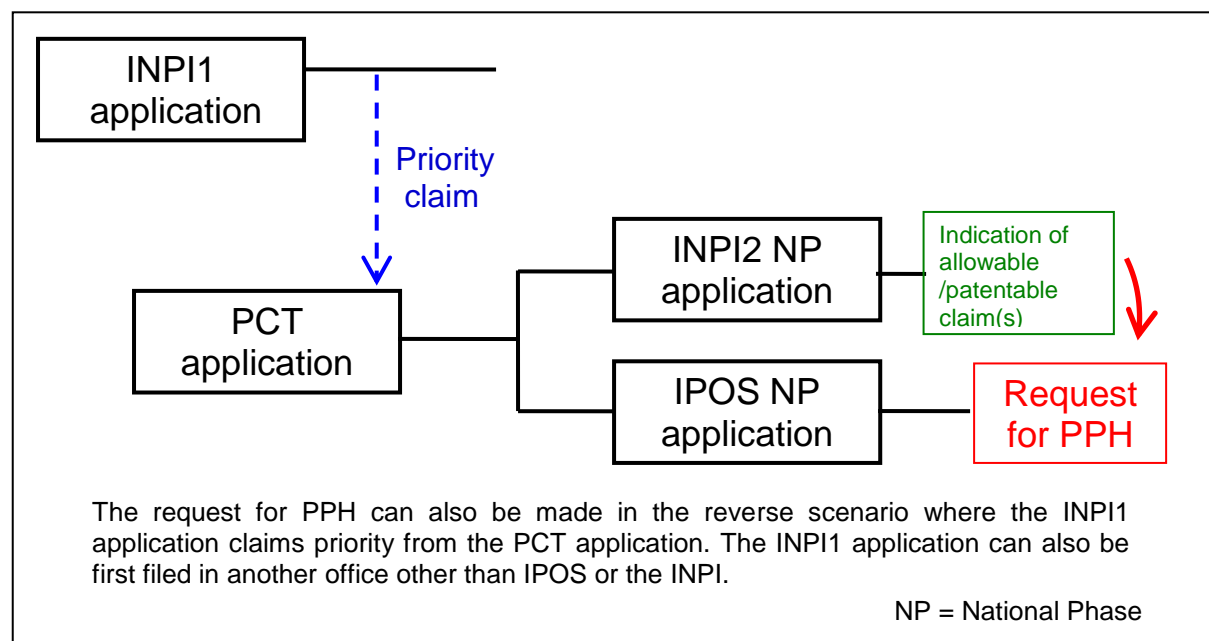 INPI1
application
Priority
claim
PCT
application
INPI2 NP
application
Indication of
allowable
/patentable
claim(s)
IPOS NP
application
Request
for PPH
The request for PPH can also be made in the reverse scenario where the INPI1
application claims priority from the PCT application. The INPI1 application can also be
first filed in another office other than IPOS or the INPI.
NP = National Phase